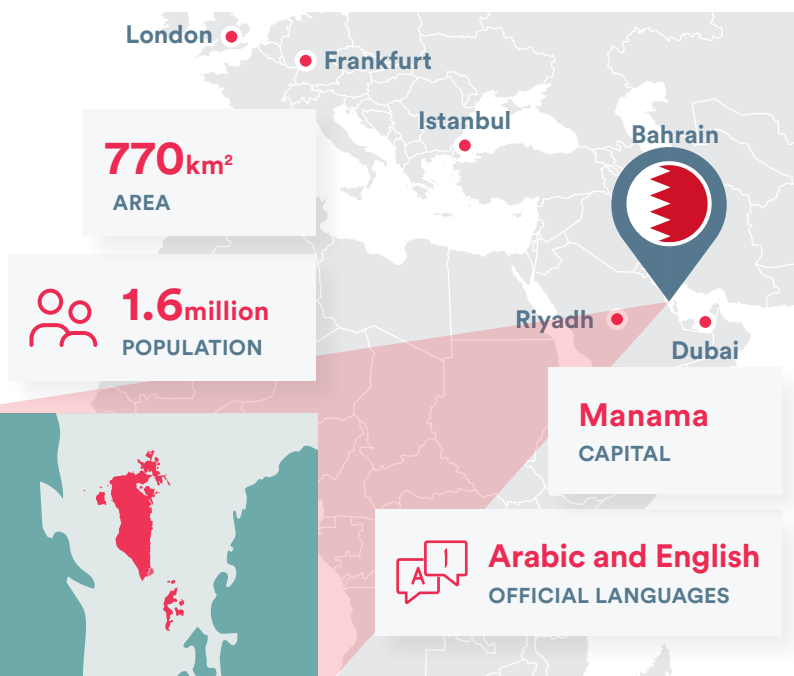 London
Frankfurt
Istanbul
Bahrain
770km²
AREA
1.6million
POPULATION
Riyadh
Dubai
Manama
CAPITAL
A
Arabic and English
OFFICIAL LANGUAGES